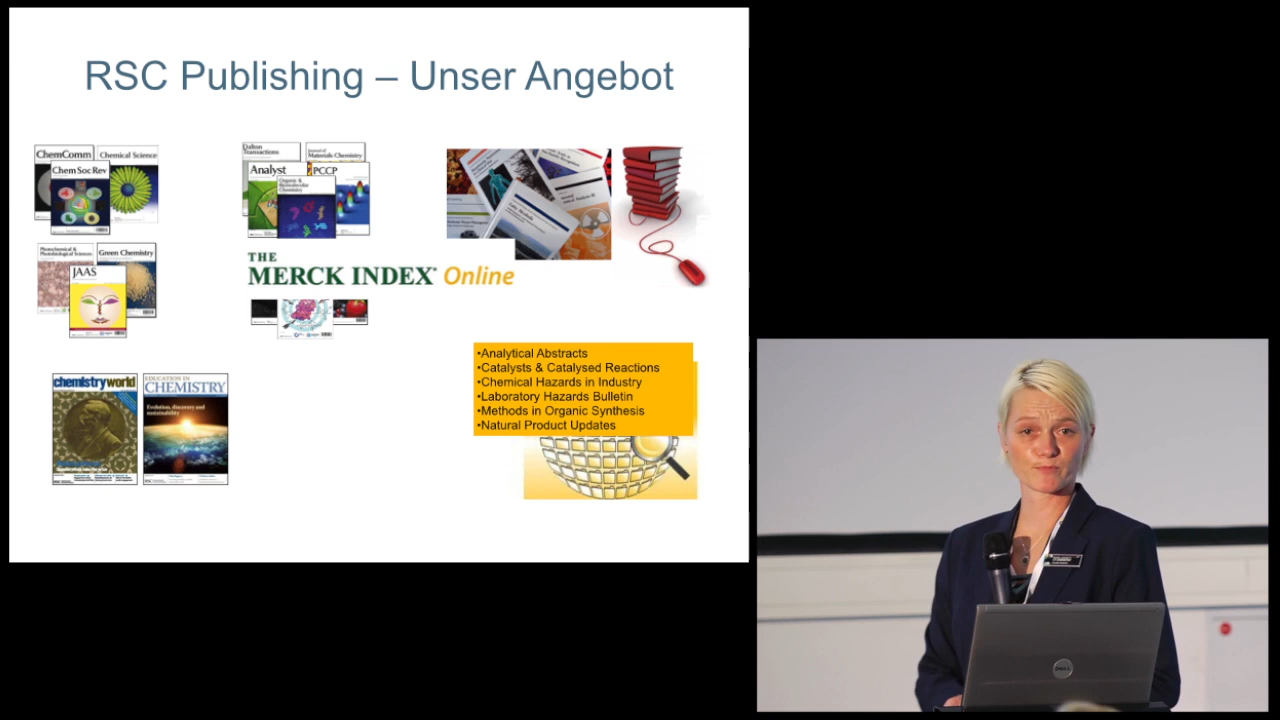 RSC Publishing – Unser Angebot
ChemComm
Chemical Science
Chem Soc Rev
Dalton
Transactions
Journal of
Materials Chemistry
Analyst
PCCP
Organic &
Biomolecular
Chemistry
Photochemical &
Photobiological Sciences
Green Chemistry
JAAS
THE
MERCK INDEX® Online
•Analytical Abstracts
•Catalysts & Catalysed Reactions
•Chemical Hazards in Industry
•Laboratory Hazards Bulletin
•Methods in Organic Synthesis
•Natural Product Updates
chemistryworld
EDUCATION IN
CHEMISTRY
Evolution, discovery and
sustainability
DELL